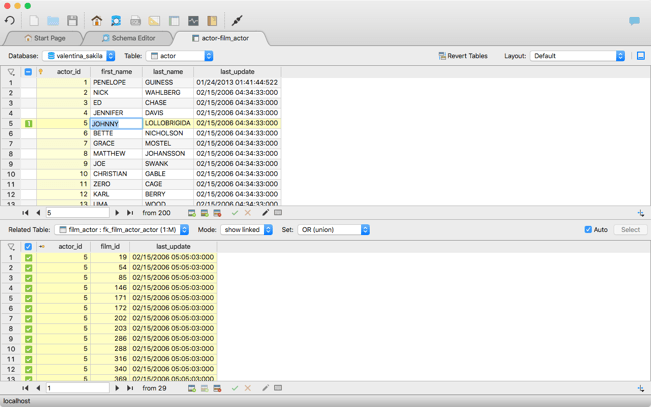 Start Page Schema Editor actor-film_actor
Database: valentina_sakila Table: actor Revert Tables Layout: Default
actor_id first_name last_name last_update
1 1 PENELOPE GUINESS 01/24/2013 01:41:44:522
2 2 NICK WAHLBERG 02/15/2006 04:34:33:000
3 3 ED CHASE 02/15/2006 04:34:33:000
4 4 JENNIFER DAVIS 02/15/2006 04:34:33:000
5 1 5 JOHNNY LOLLOBRIGIDA 02/15/2006 04:34:33:000
6 6 BETTE NICHOLSON 02/15/2006 04:34:33:000
7 7 GRACE MOSTEL 02/15/2006 04:34:33:000
8 8 MATTHEW JOHANSSON 02/15/2006 04:34:33:000
9 9 JOE SWANK 02/15/2006 04:34:33:000
10 10 CHRISTIAN GABLE 02/15/2006 04:34:33:000
11 11 ZERO CAGE 02/15/2006 04:34:33:000
12 12 KARL BERRY 02/15/2006 04:34:33:000
13 13 UMA WOOD 02/15/2006 04:34:33:000
5 from 200
Related Table: film_actor : fk_film_actor_actor (1:M) Mode: show linked Set: OR (union) Auto Select
actor_id film_id last_update
1 5 19 02/15/2006 05:05:03:000
2 5 54 02/15/2006 05:05:03:000
3 5 85 02/15/2006 05:05:03:000
4 5 146 02/15/2006 05:05:03:000
5 5 171 02/15/2006 05:05:03:000
6 5 172 02/15/2006 05:05:03:000
7 5 202 02/15/2006 05:05:03:000
8 5 203 02/15/2006 05:05:03:000
9 5 286 02/15/2006 05:05:03:000
10 5 288 02/15/2006 05:05:03:000
11 5 316 02/15/2006 05:05:03:000
12 5 340 02/15/2006 05:05:03:000
13 5 369 02/15/2006 05:05:03:000
1 from 29
localhost